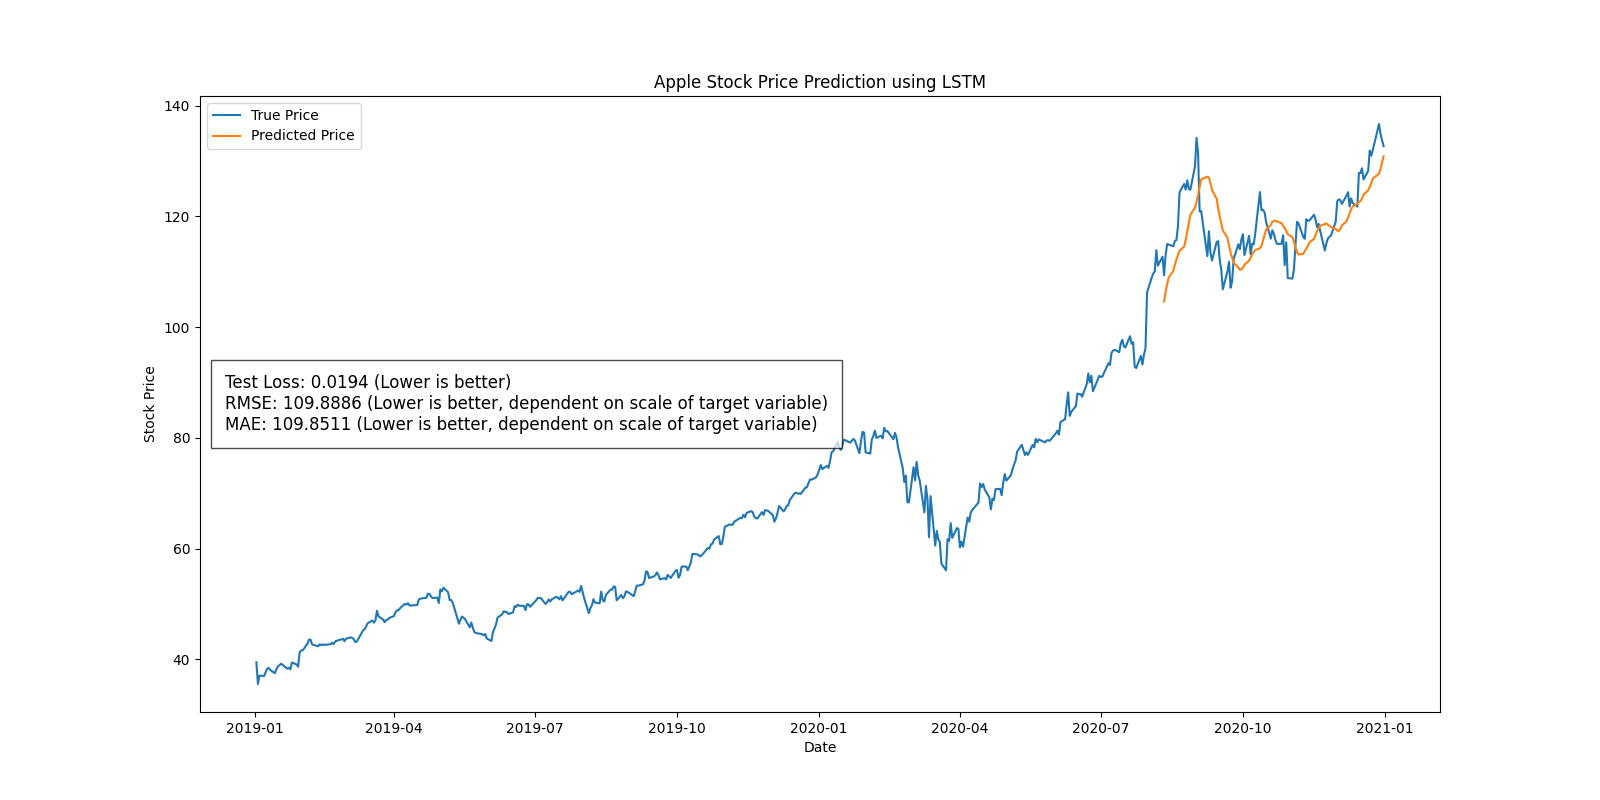 Apple Stock Price Prediction using LSTM
True Price
Predicted Price
140
120
100
80
60
40
Stock Price
Test Loss: 0.0194 (Lower is better)
RMSE: 109.8886 (Lower is better, dependent on scale of target variable)
MAE: 109.8511 (Lower is better, dependent on scale of target variable)
2019-01 2019-04 2019-07 2019-10 2020-01 2020-04 2020-07 2020-10 2021-01
Date